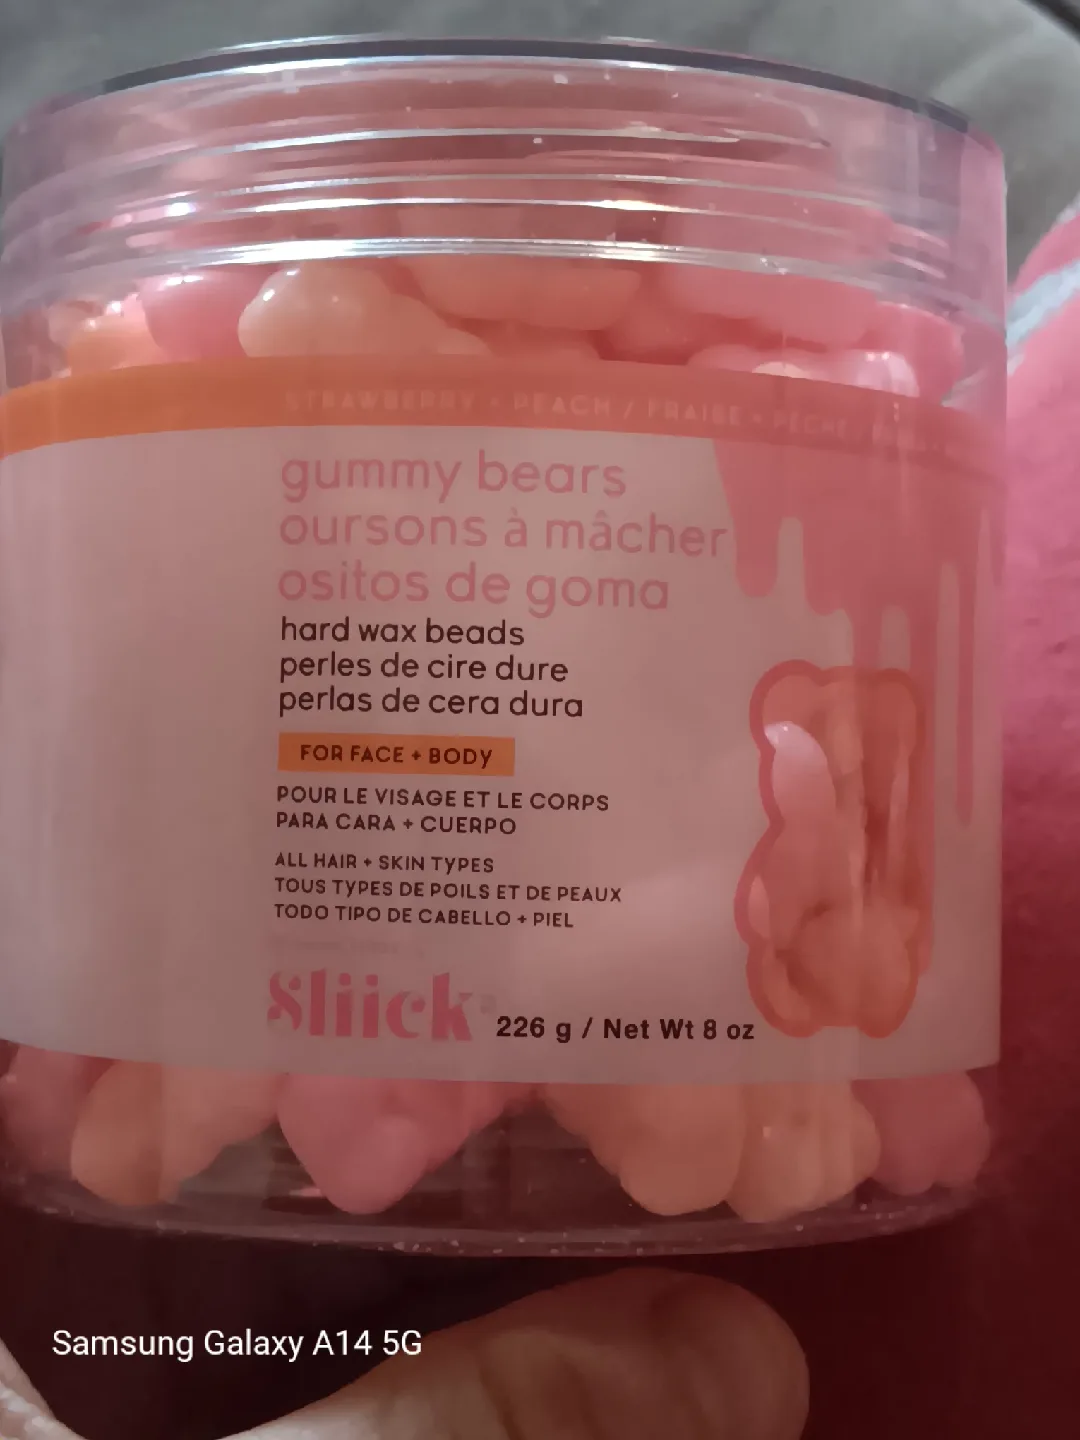 STRAWBERRY + PEACH / FRAISE + PÊCHE /
gummy bears
oursons à mâcher
ositos de goma
hard wax beads
perles de cire dure
perlas de cera dura
FOR FACE + BODY
POUR LE VISAGE ET LE CORPS
PARA CARA + CUERPO
ALL HAIR + SKIN TYPES
TOUS TYPES DE POILS ET DE PEAUX
TODO TIPO DE CABELLO + PIEL
Sliick
226 g / Net Wt 8 oz
Samsung Galaxy A14 5G